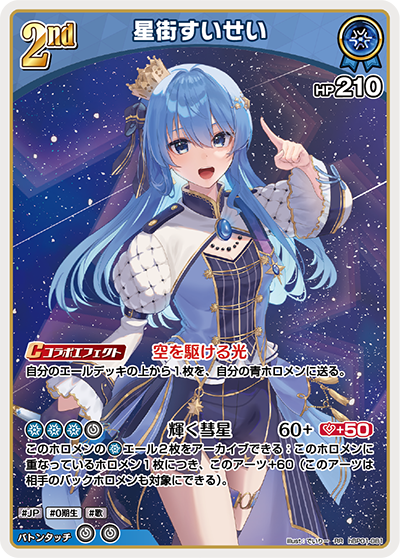 2nd
星街すいせい
HP 210
Cコラボエフェクト 空を駆ける光
自分のエールデッキの上から1枚を、自分の青ホロメンに送る。
輝く彗星 60+ +50
このホロメンの エール2枚をアーカイブできる：このホロメンに
重なっているホロメン1枚につき、このアーツ+60（このアーツは
相手のバックホロメンも対象にできる）。
#JP #0期生 #歌
バトンタッチ